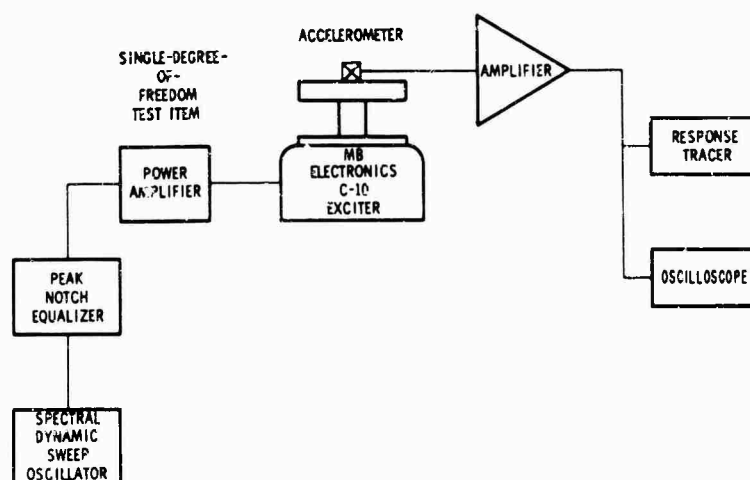 ACCELEROMETER
SINGLE-DEGREE-
OF-
FREEDOM
TEST ITEM
AMPLIFIER
RESPONSE
TRACER
POWER
AMPLIFIER
MB
ELECTRONICS
C-10
EXCITER
OSCILLOSCOPE
PEAK
NOTCH
EQUALIZER
SPECTRAL
DYNAMIC
SWEEP
OSCILLATOR